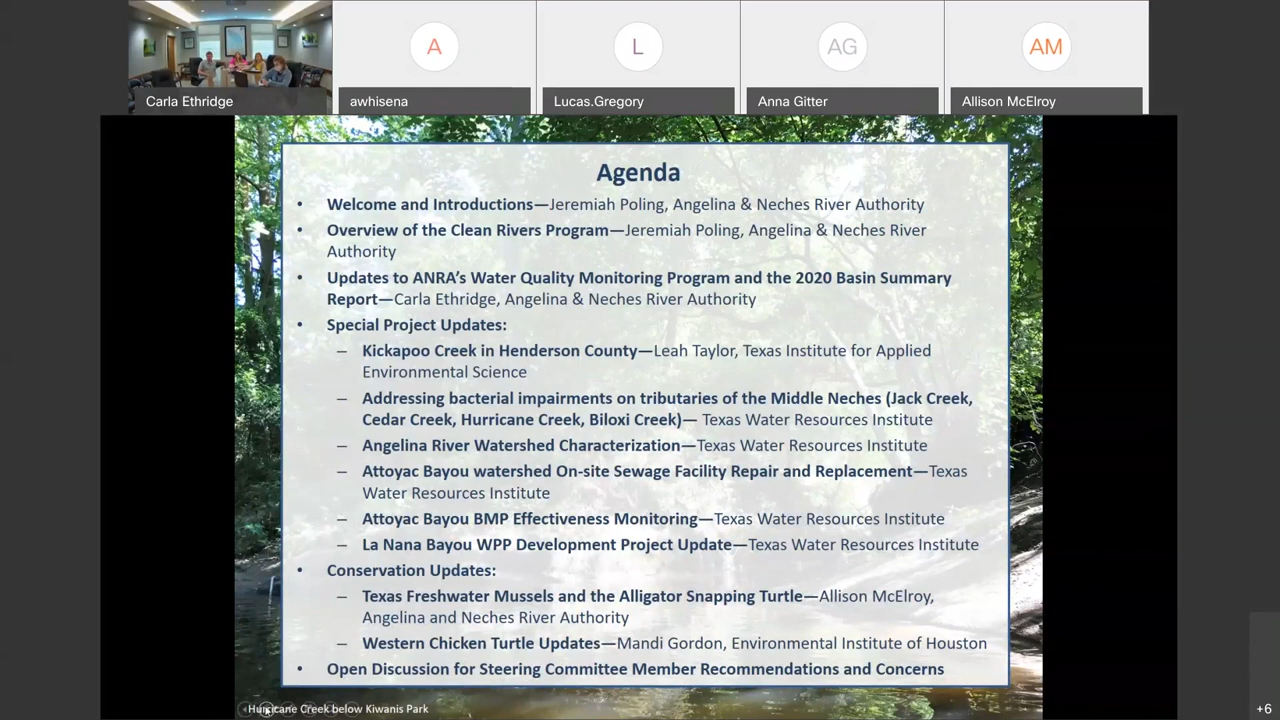 A
L
AG
AM
Carla Ethridge
awhisena
Lucas.Gregory
Anna Gitter
Allison McElroy
Agenda
• Welcome and Introductions—Jeremiah Poling, Angelina & Neches River Authority
• Overview of the Clean Rivers Program—Jeremiah Poling, Angelina & Neches River
Authority
• Updates to ANRA's Water Quality Monitoring Program and the 2020 Basin Summary
Report—Carla Ethridge, Angelina & Neches River Authority
• Special Project Updates:
– Kickapoo Creek in Henderson County—Leah Taylor, Texas Institute for Applied
Environmental Science
– Addressing bacterial impairments on tributaries of the Middle Neches (Jack Creek,
Cedar Creek, Hurricane Creek, Biloxi Creek)— Texas Water Resources Institute
– Angelina River Watershed Characterization—Texas Water Resources Institute
– Attoyac Bayou watershed On-site Sewage Facility Repair and Replacement—Texas
Water Resources Institute
– Attoyac Bayou BMP Effectiveness Monitoring—Texas Water Resources Institute
– La Nana Bayou WPP Development Project Update—Texas Water Resources Institute
• Conservation Updates:
– Texas Freshwater Mussels and the Alligator Snapping Turtle—Allison McElroy,
Angelina and Neches River Authority
– Western Chicken Turtle Updates—Mandi Gordon, Environmental Institute of Houston
• Open Discussion for Steering Committee Member Recommendations and Concerns
Hurricane Creek below Kiwanis Park
+6